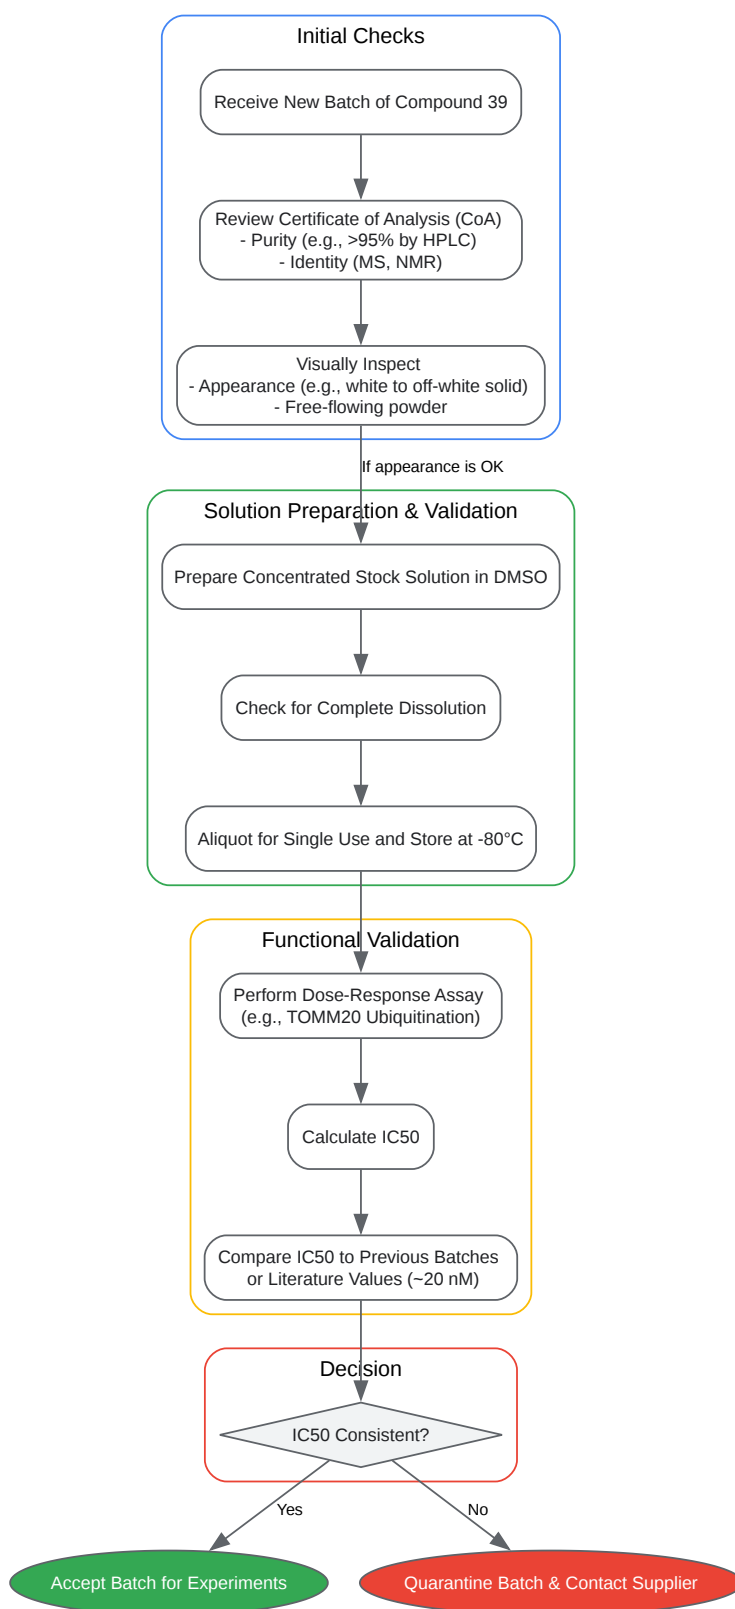 Initial Checks
Receive New Batch of Compound 39
Review Certificate of Analysis (CoA)
- Purity (e.g., >95% by HPLC)
- Identity (MS, NMR)
Visually Inspect
- Appearance (e.g., white to off-white solid)
- Free-flowing powder
If appearance is OK
Solution Preparation & Validation
Prepare Concentrated Stock Solution in DMSO
Check for Complete Dissolution
Aliquot for Single Use and Store at -80°C
Functional Validation
Perform Dose-Response Assay
(e.g., TOMM20 Ubiquitination)
Calculate IC50
Compare IC50 to Previous Batches
or Literature Values (~20 nM)
Decision
IC50 Consistent?
Yes
No
Accept Batch for Experiments
Quarantine Batch & Contact Supplier